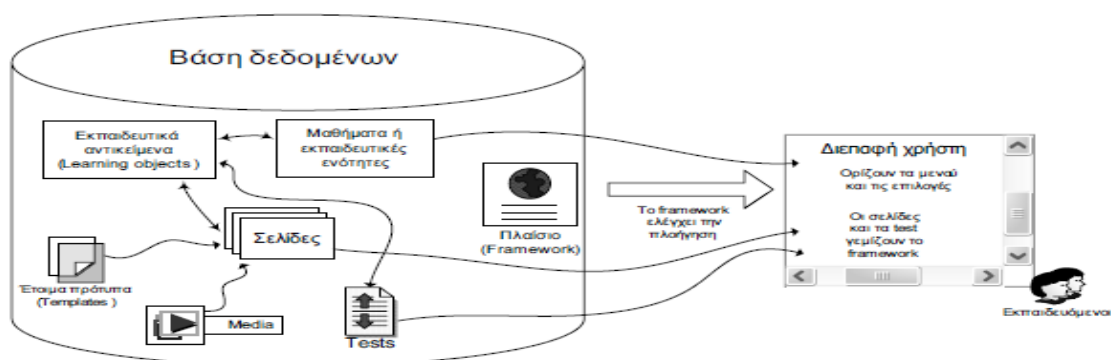 Βάση δεδομένων
Εκπαιδευτικά
αντικείμενα
(Learning objects )
Μαθήματα ή
εκπαιδευτικές
ενότητες
Σελίδες
Έτοιμα πρότυπα
(Templates )
Media
Tests
Πλαίσιο
(Framework)
Το framework
ελέγχει την
πλοήγηση
Διεπαφή χρήστη
Ορίζουν τα μενού
και τις επιλογές
Οι σελίδες
και τα test
γεμίζουν το
framework
Εκπαιδευόμενοι